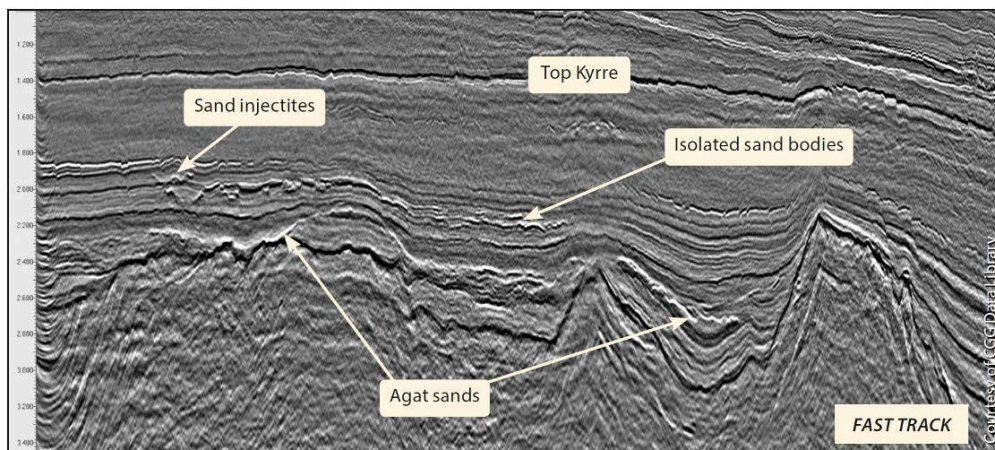 1.200
1.400
1.600
1.800
2.000
2.200
2.400
2.600
2.800
3.000
3.200
3.400
Top Kyrre
Sand injectites
Isolated sand bodies
Agat sands
FAST TRACK
Courtesy of CGG Data Library